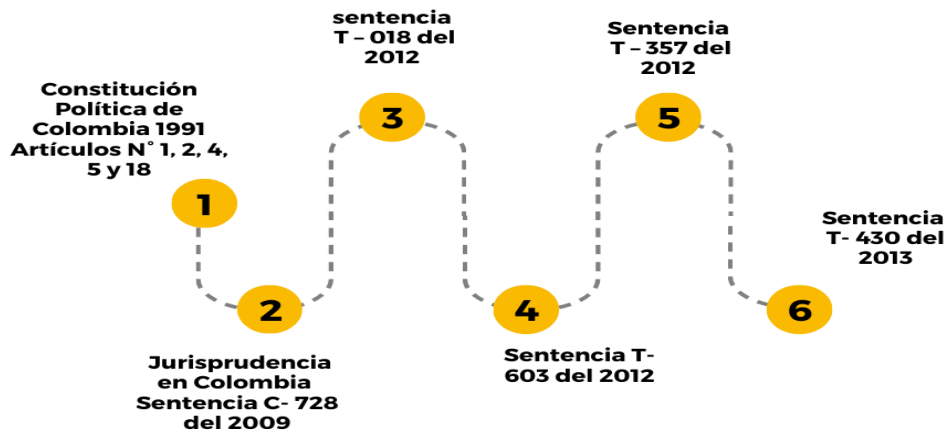 1
Constitución
Política de
Colombia 1991
Artículos N° 1, 2, 4,
5 y 18
2
Jurisprudencia
en Colombia
Sentencia C- 728
del 2009
3
sentencia
T – 018 del
2012
4
Sentencia T-
603 del 2012
5
Sentencia
T – 357 del
2012
6
Sentencia
T- 430 del
2013